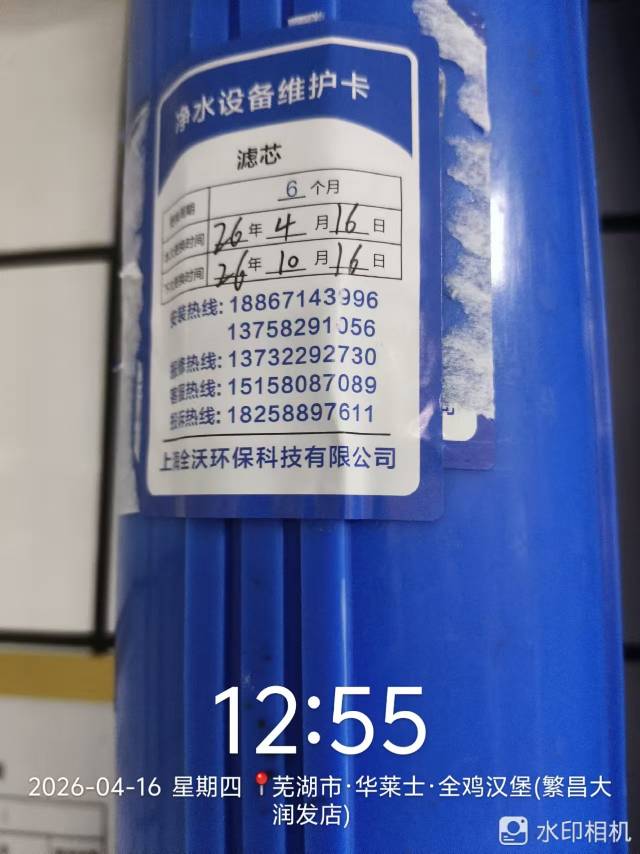 净水设备维护卡
滤芯
6 个月
26 年 4 月 16 日
26 年 10 月 16 日
安装热线: 18867143996
13758291056
报修热线: 13732292730
客服热线: 15158087089
投诉热线: 18258897611
上海全沃环保科技有限公司
12:55
2026-04-16 星期四 芜湖市·华莱士·全鸡汉堡(繁昌大
润发店)
水印相机